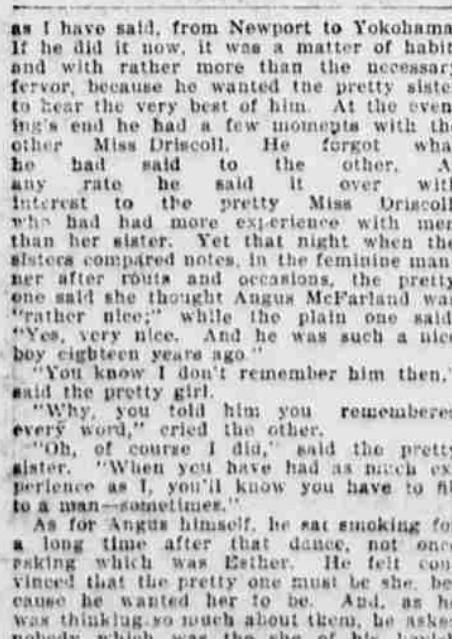 as I have said, from Newport to Yokohama
If he did it now, it was a matter of habit
and with rather more than the necessary
fervor, because he wanted the pretty sister
to hear the very best of him. At the even
ing's end he had a few moments with the
other Miss Driscoll. He forgot what
he had said to the other. A
any rate he said it over with
interest to the pretty Miss Driscoll
who had had more experience with men
than her sister. Yet that night when the
sisters compared notes, in the feminine man
ner after routs and occasions, the pretty
one said she thought Angus McFarland was
"rather nice;" while the plain one said
"Yes, very nice. And he was such a nice
boy eighteen years ago."
"You know I don't remember him then,"
said the pretty girl.
"Why, you told him you remembered
every word," cried the other.
"Oh, of course I did," said the pretty
sister. "When you have had as much ex
perience as I, you'll know you have to fib
to a man—sometimes."
As for Angus himself, he sat smoking for
a long time after that dance, not once
asking which was Esther. He felt con
vinced that the pretty one must be she, be
cause he wanted her to be. And, as he
was thinking so much about them, he asked
nobody which was the she of his